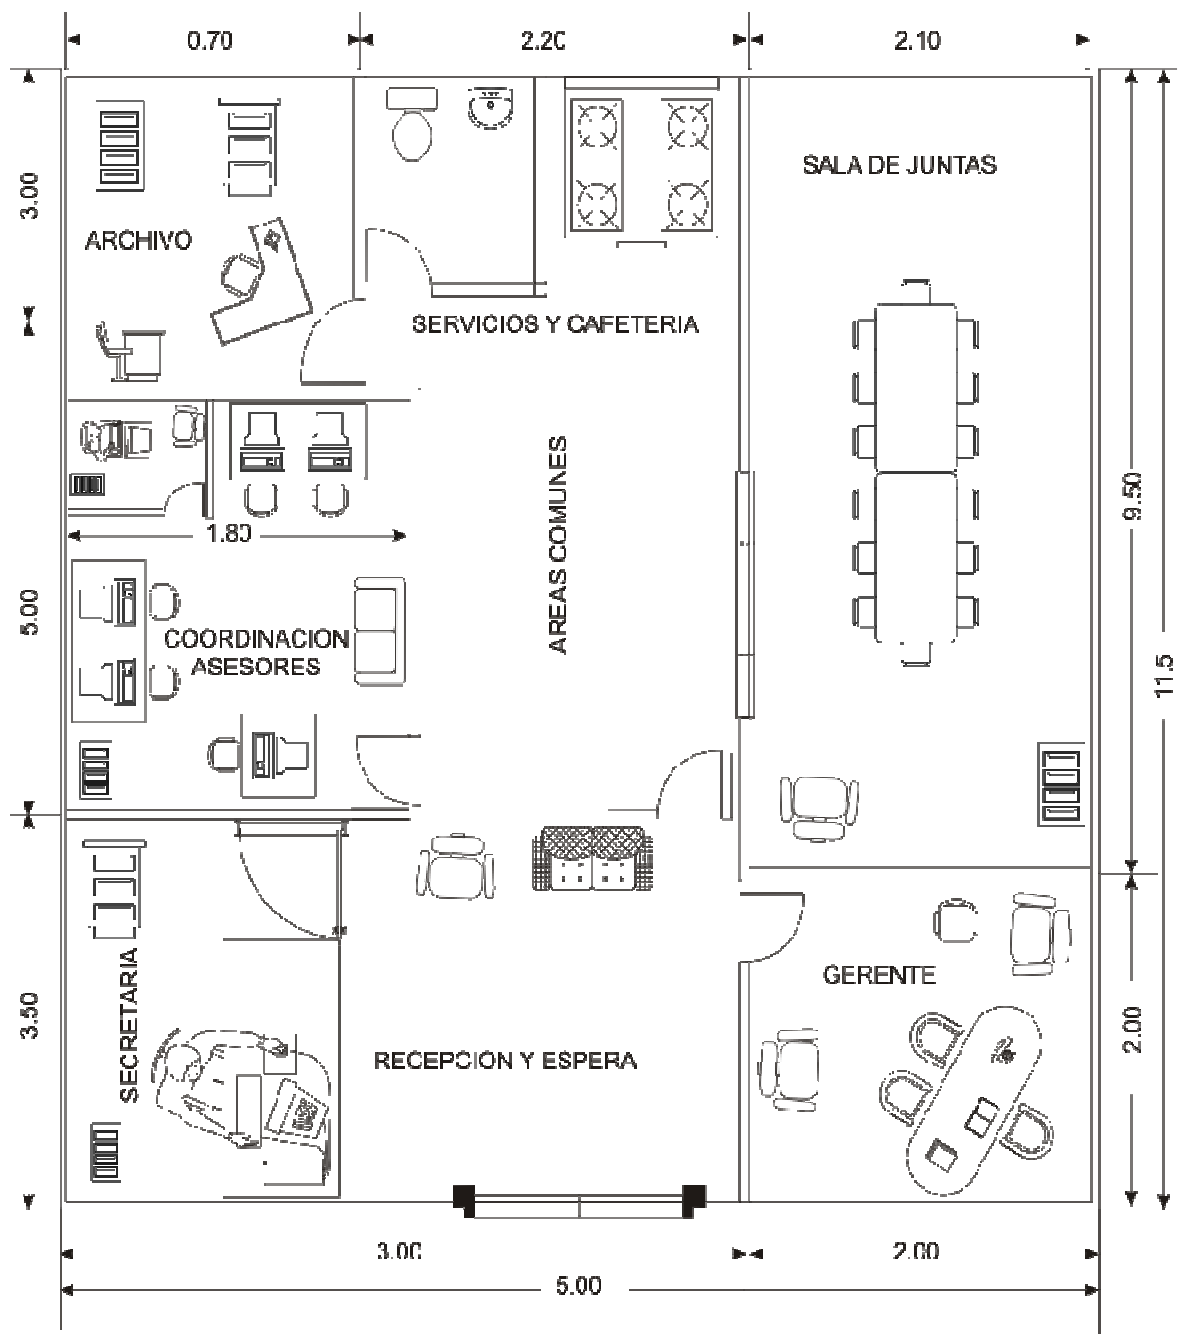 0.70
2.20
2.10
3.00
ARCHIVO
SALA DE JUNTAS
SERVICIOS Y CAFETERIA
AREAS COMUNES
9.50
11.5
1.80
5.00
COORDINACION
ASESORES
SECRETARIA
3.50
RECEPCION Y ESPERA
GERENTE
2.00
3.00
2.00
5.00